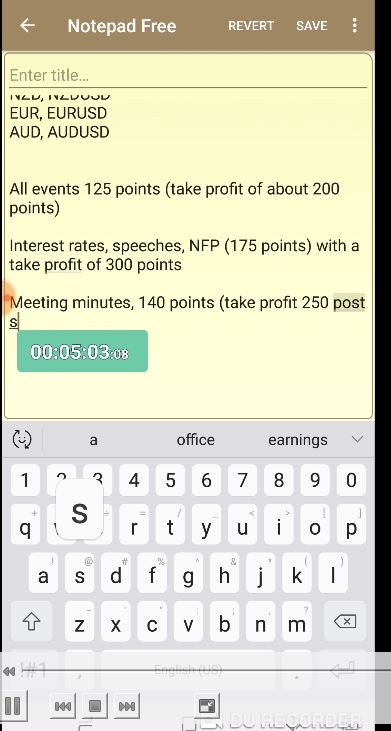 Notepad Free
REVERT
SAVE
Enter title...
NZD, NZDUSD
EUR, EURUSD
AUD, AUDUSD
All events 125 points (take profit of about 200
points)
Interest rates, speeches, NFP (175 points) with a
take profit of 300 points
Meeting minutes, 140 points (take profit 250 post
s
00:05:03:08
a office earnings
1 2 3 4 5 6 7 8 9 0
s
q r t y u i o p
a s d f g h j k l
z x c v b n m
!#1 , English (US) .
DU RECORDER